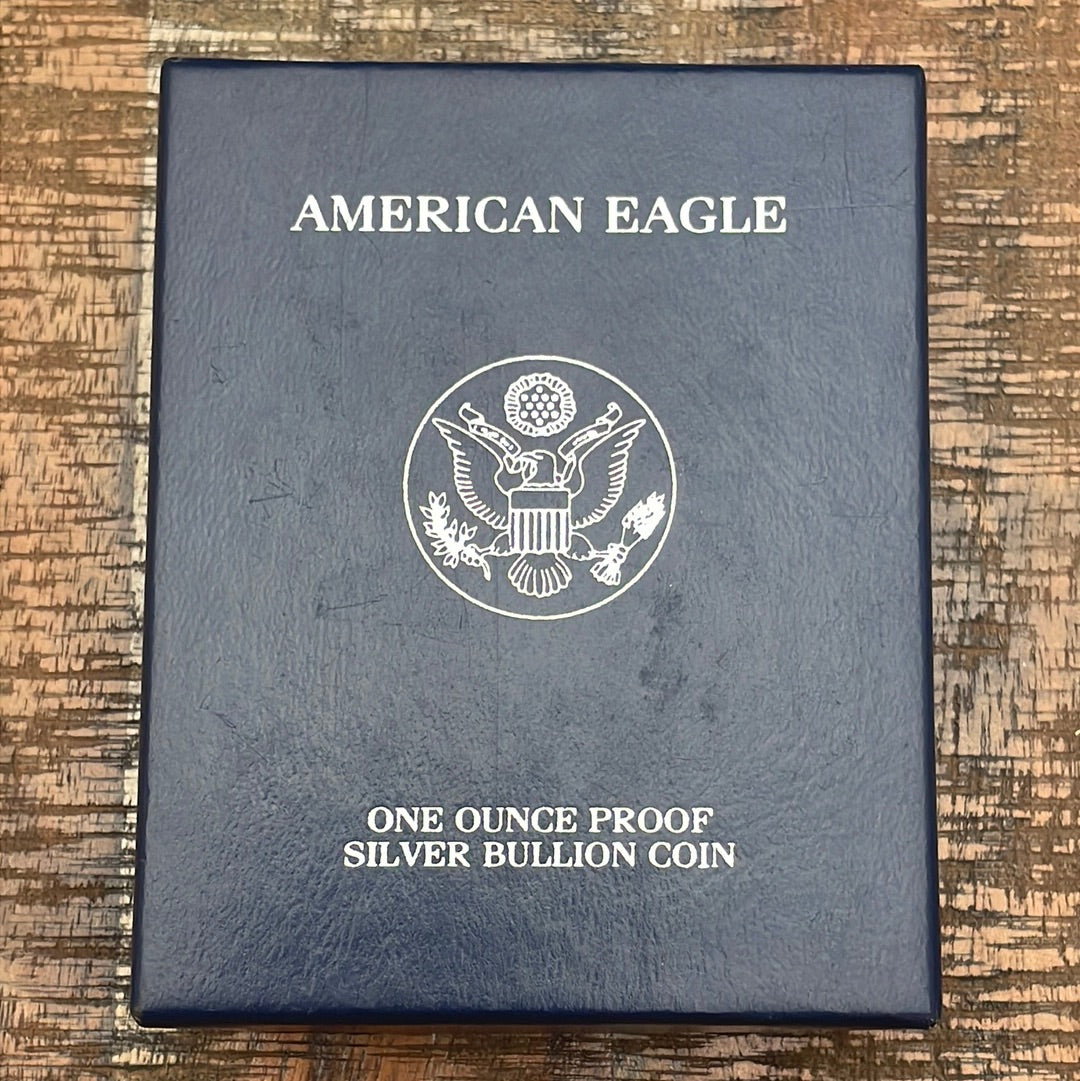 AMERICAN EAGLE
ONE OUNCE PROOF
SILVER BULLION COIN